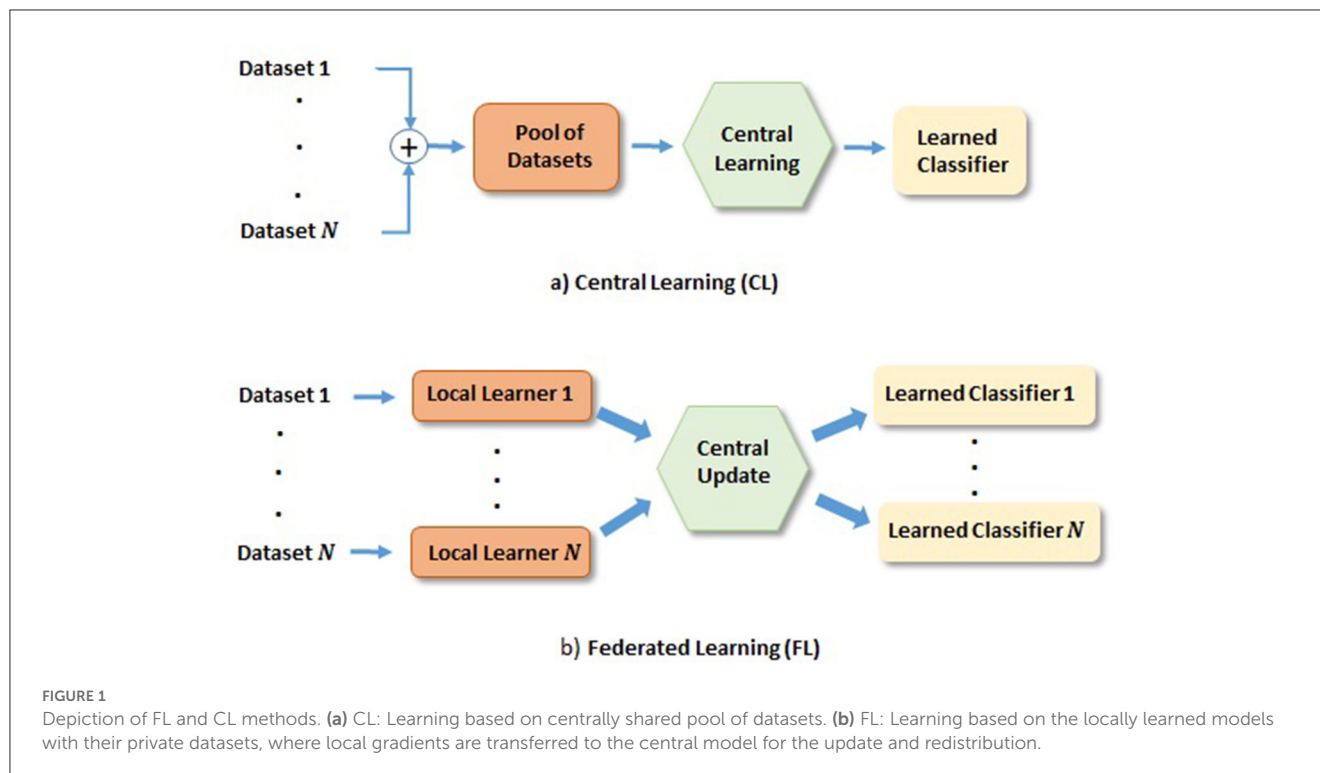 Dataset 1
Dataset N
+
Pool of
Datasets
Central
Learning
Learned
Classifier
a) Central Learning (CL)
Dataset 1
Local Learner 1
Learned Classifier 1
Central
Update
Dataset N
Local Learner N
Learned Classifier N
b) Federated Learning (FL)
FIGURE 1
Depiction of FL and CL methods. (a) CL: Learning based on centrally shared pool of datasets. (b) FL: Learning based on the locally learned models
with their private datasets, where local gradients are transferred to the central model for the update and redistribution.